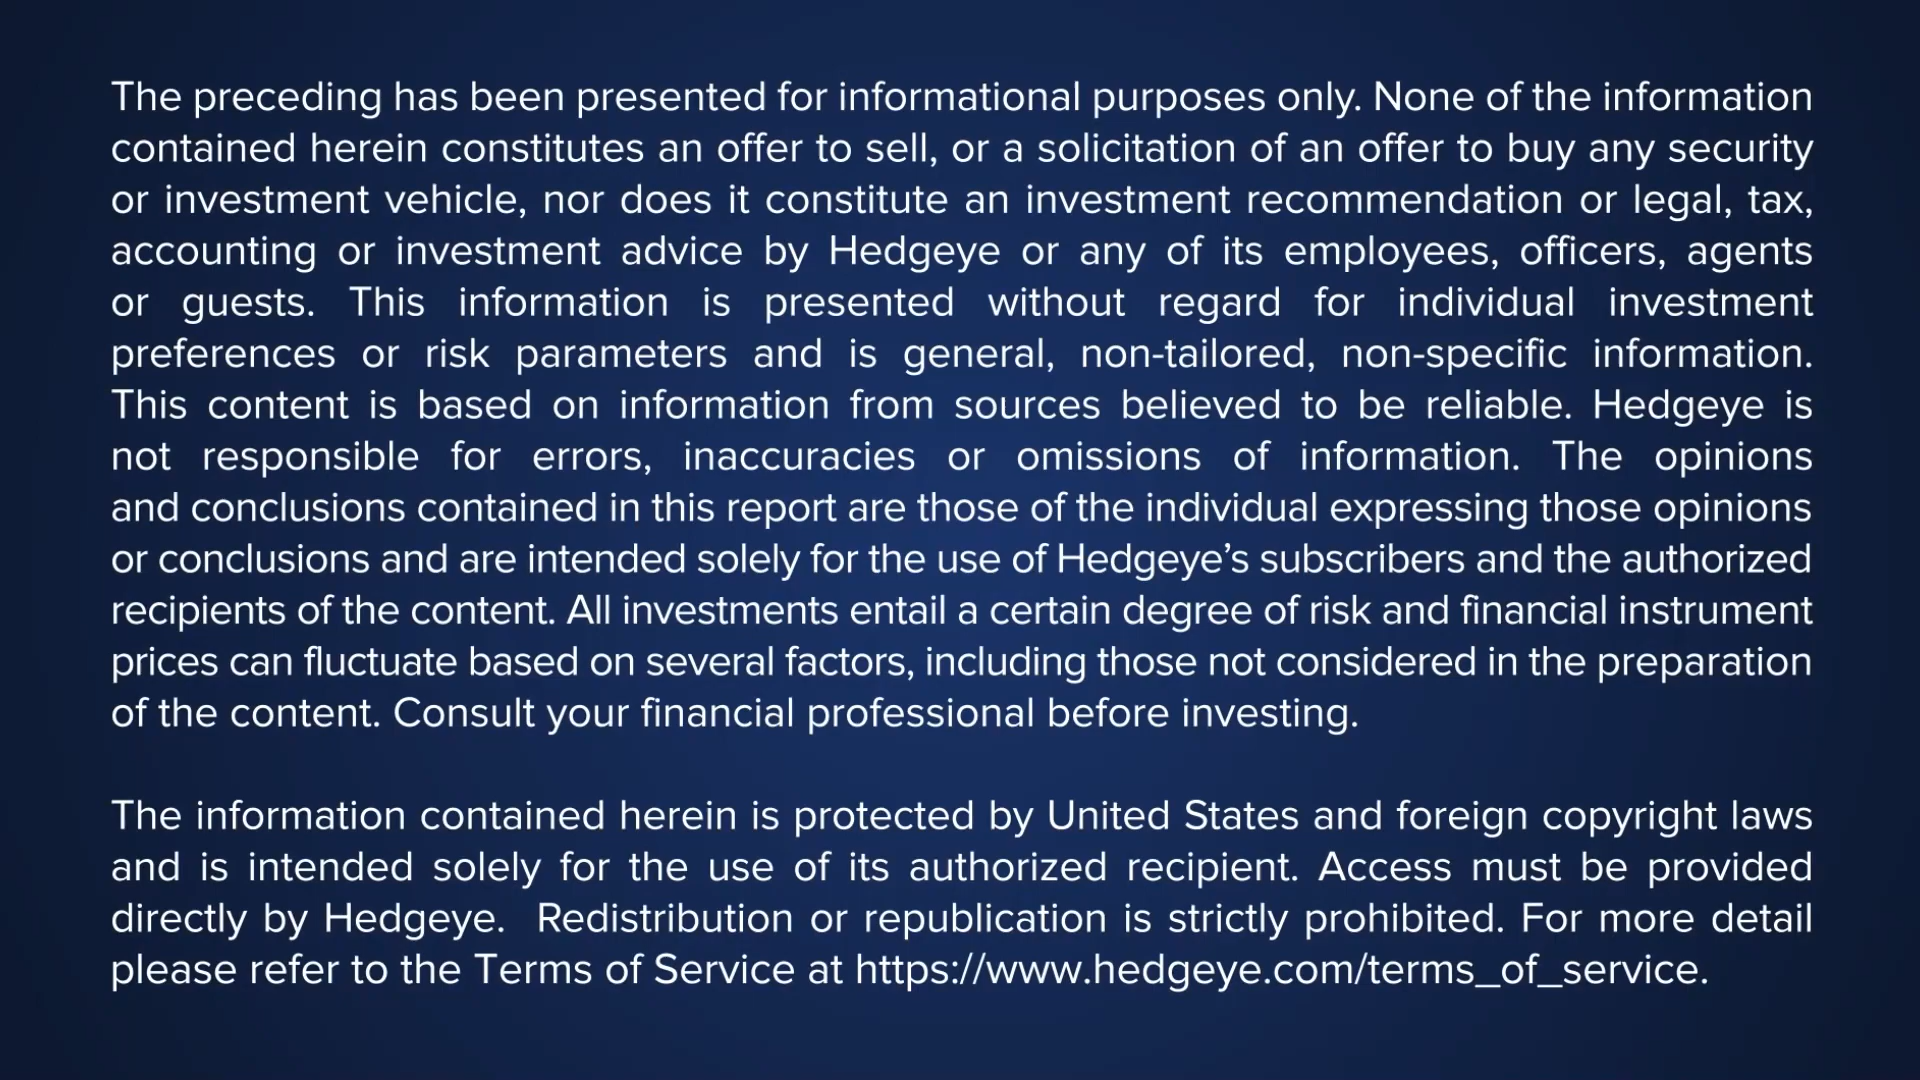 The preceding has been presented for informational purposes only. None of the information
contained herein constitutes an offer to sell, or a solicitation of an offer to buy any security
or investment vehicle, nor does it constitute an investment recommendation or legal, tax,
accounting or investment advice by Hedgeye or any of its employees, officers, agents
or guests. This information is presented without regard for individual investment
preferences or risk parameters and is general, non-tailored, non-specific information.
This content is based on information from sources believed to be reliable. Hedgeye is
not responsible for errors, inaccuracies or omissions of information. The opinions
and conclusions contained in this report are those of the individual expressing those opinions
or conclusions and are intended solely for the use of Hedgeye’s subscribers and the authorized
recipients of the content. All investments entail a certain degree of risk and financial instrument
prices can fluctuate based on several factors, including those not considered in the preparation
of the content. Consult your financial professional before investing.
The information contained herein is protected by United States and foreign copyright laws
and is intended solely for the use of its authorized recipient. Access must be provided
directly by Hedgeye.  Redistribution or republication is strictly prohibited. For more detail
please refer to the Terms of Service at https://www.hedgeye.com/terms_of_service.